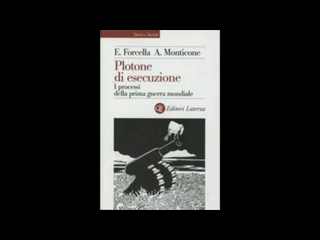 E. Forcella A. Monticone
Plotone
di esecuzione
I processi
della prima guerra mondiale
Editori Laterza